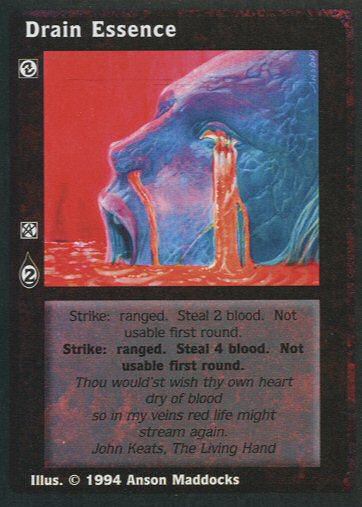 Drain Essence
ANSON
2
Strike: ranged. Steal 2 blood. Not
usable first round.
Strike: ranged. Steal 4 blood. Not
usable first round.
Thou would'st wish thy own heart
dry of blood
so in my veins red life might
stream again.
John Keats, The Living Hand
Illus. © 1994 Anson Maddocks